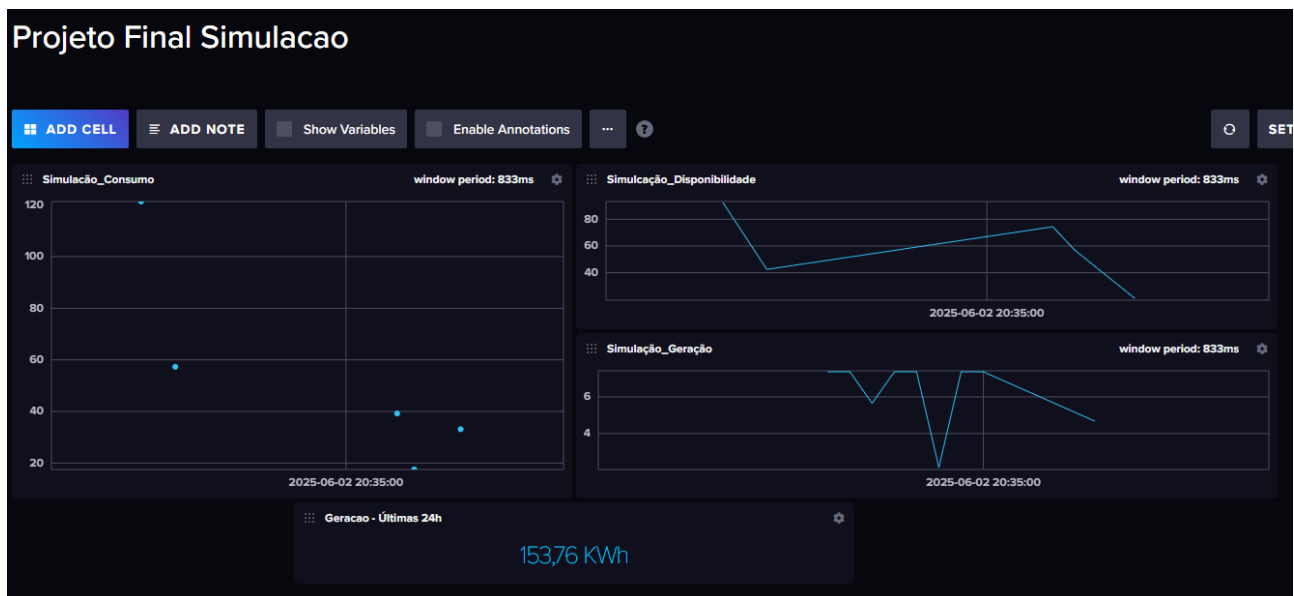 Projeto Final Simulacao
ADD CELL ADD NOTE Show Variables Enable Annotations ... ? SET
Simulacão_Consumo window period: 833ms
120
100
80
60
40
20
2025-06-02 20:35:00
Simulcação_Disponibilidade window period: 833ms
80
60
40
2025-06-02 20:35:00
Simulação_Geração window period: 833ms
6
4
2025-06-02 20:35:00
Geracao - Últimas 24h
153,76 KWh